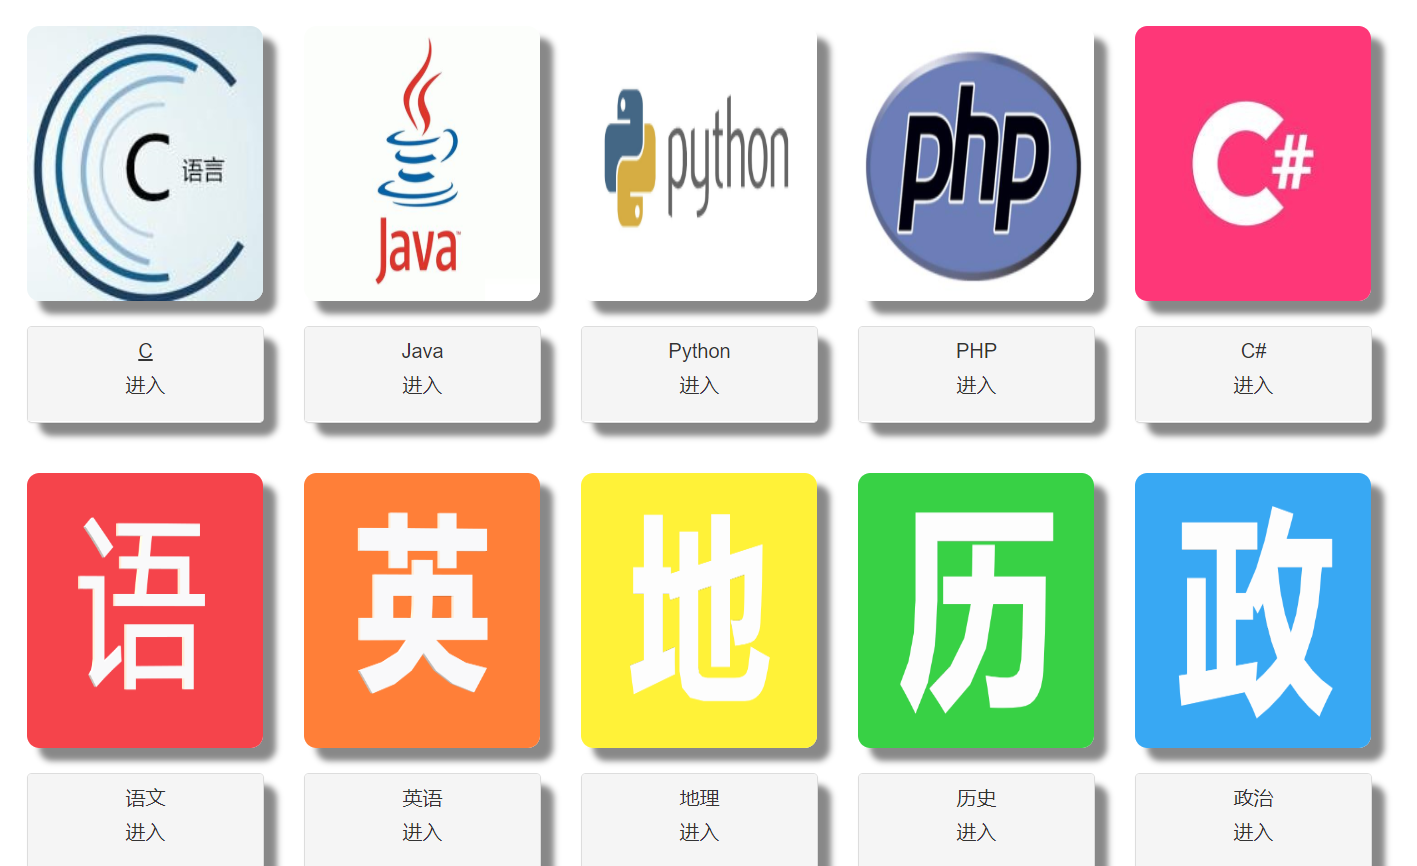 C 语言
Java™
python
php
C#
C
进入
Java
进入
Python
进入
PHP
进入
C#
进入
语
英
地
历
政
语文
进入
英语
进入
地理
进入
历史
进入
政治
进入